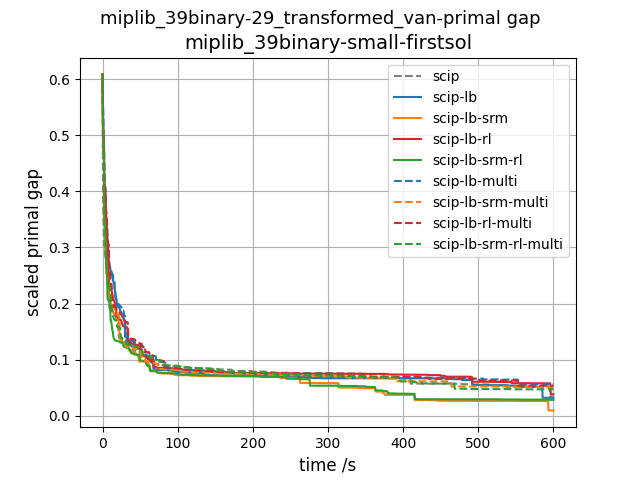 miplib_39binary-29_transformed_van-primal gap
miplib_39binary-small-firstsol
scaled primal gap
0.6
0.5
0.4
0.3
0.2
0.1
0.0
scip
scip-lb
scip-lb-srm
scip-lb-rl
scip-lb-srm-rl
scip-lb-multi
scip-lb-srm-multi
scip-lb-rl-multi
scip-lb-srm-rl-multi
0 100 200 300 400 500 600
time /s